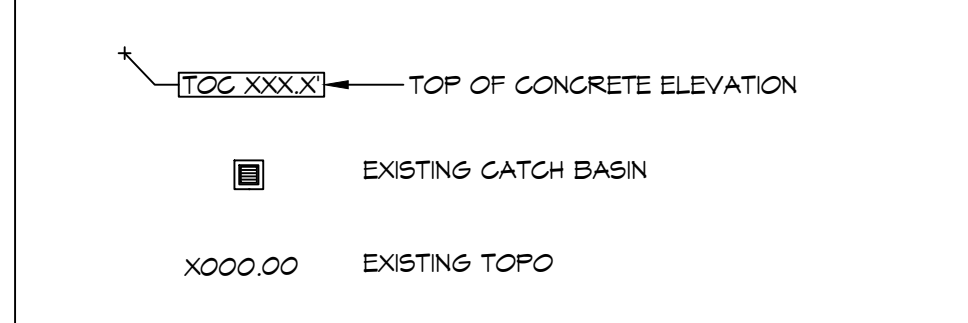 TOC XXX.X' TOP OF CONCRETE ELEVATION
EXISTING CATCH BASIN
X000.00 EXISTING TOPO